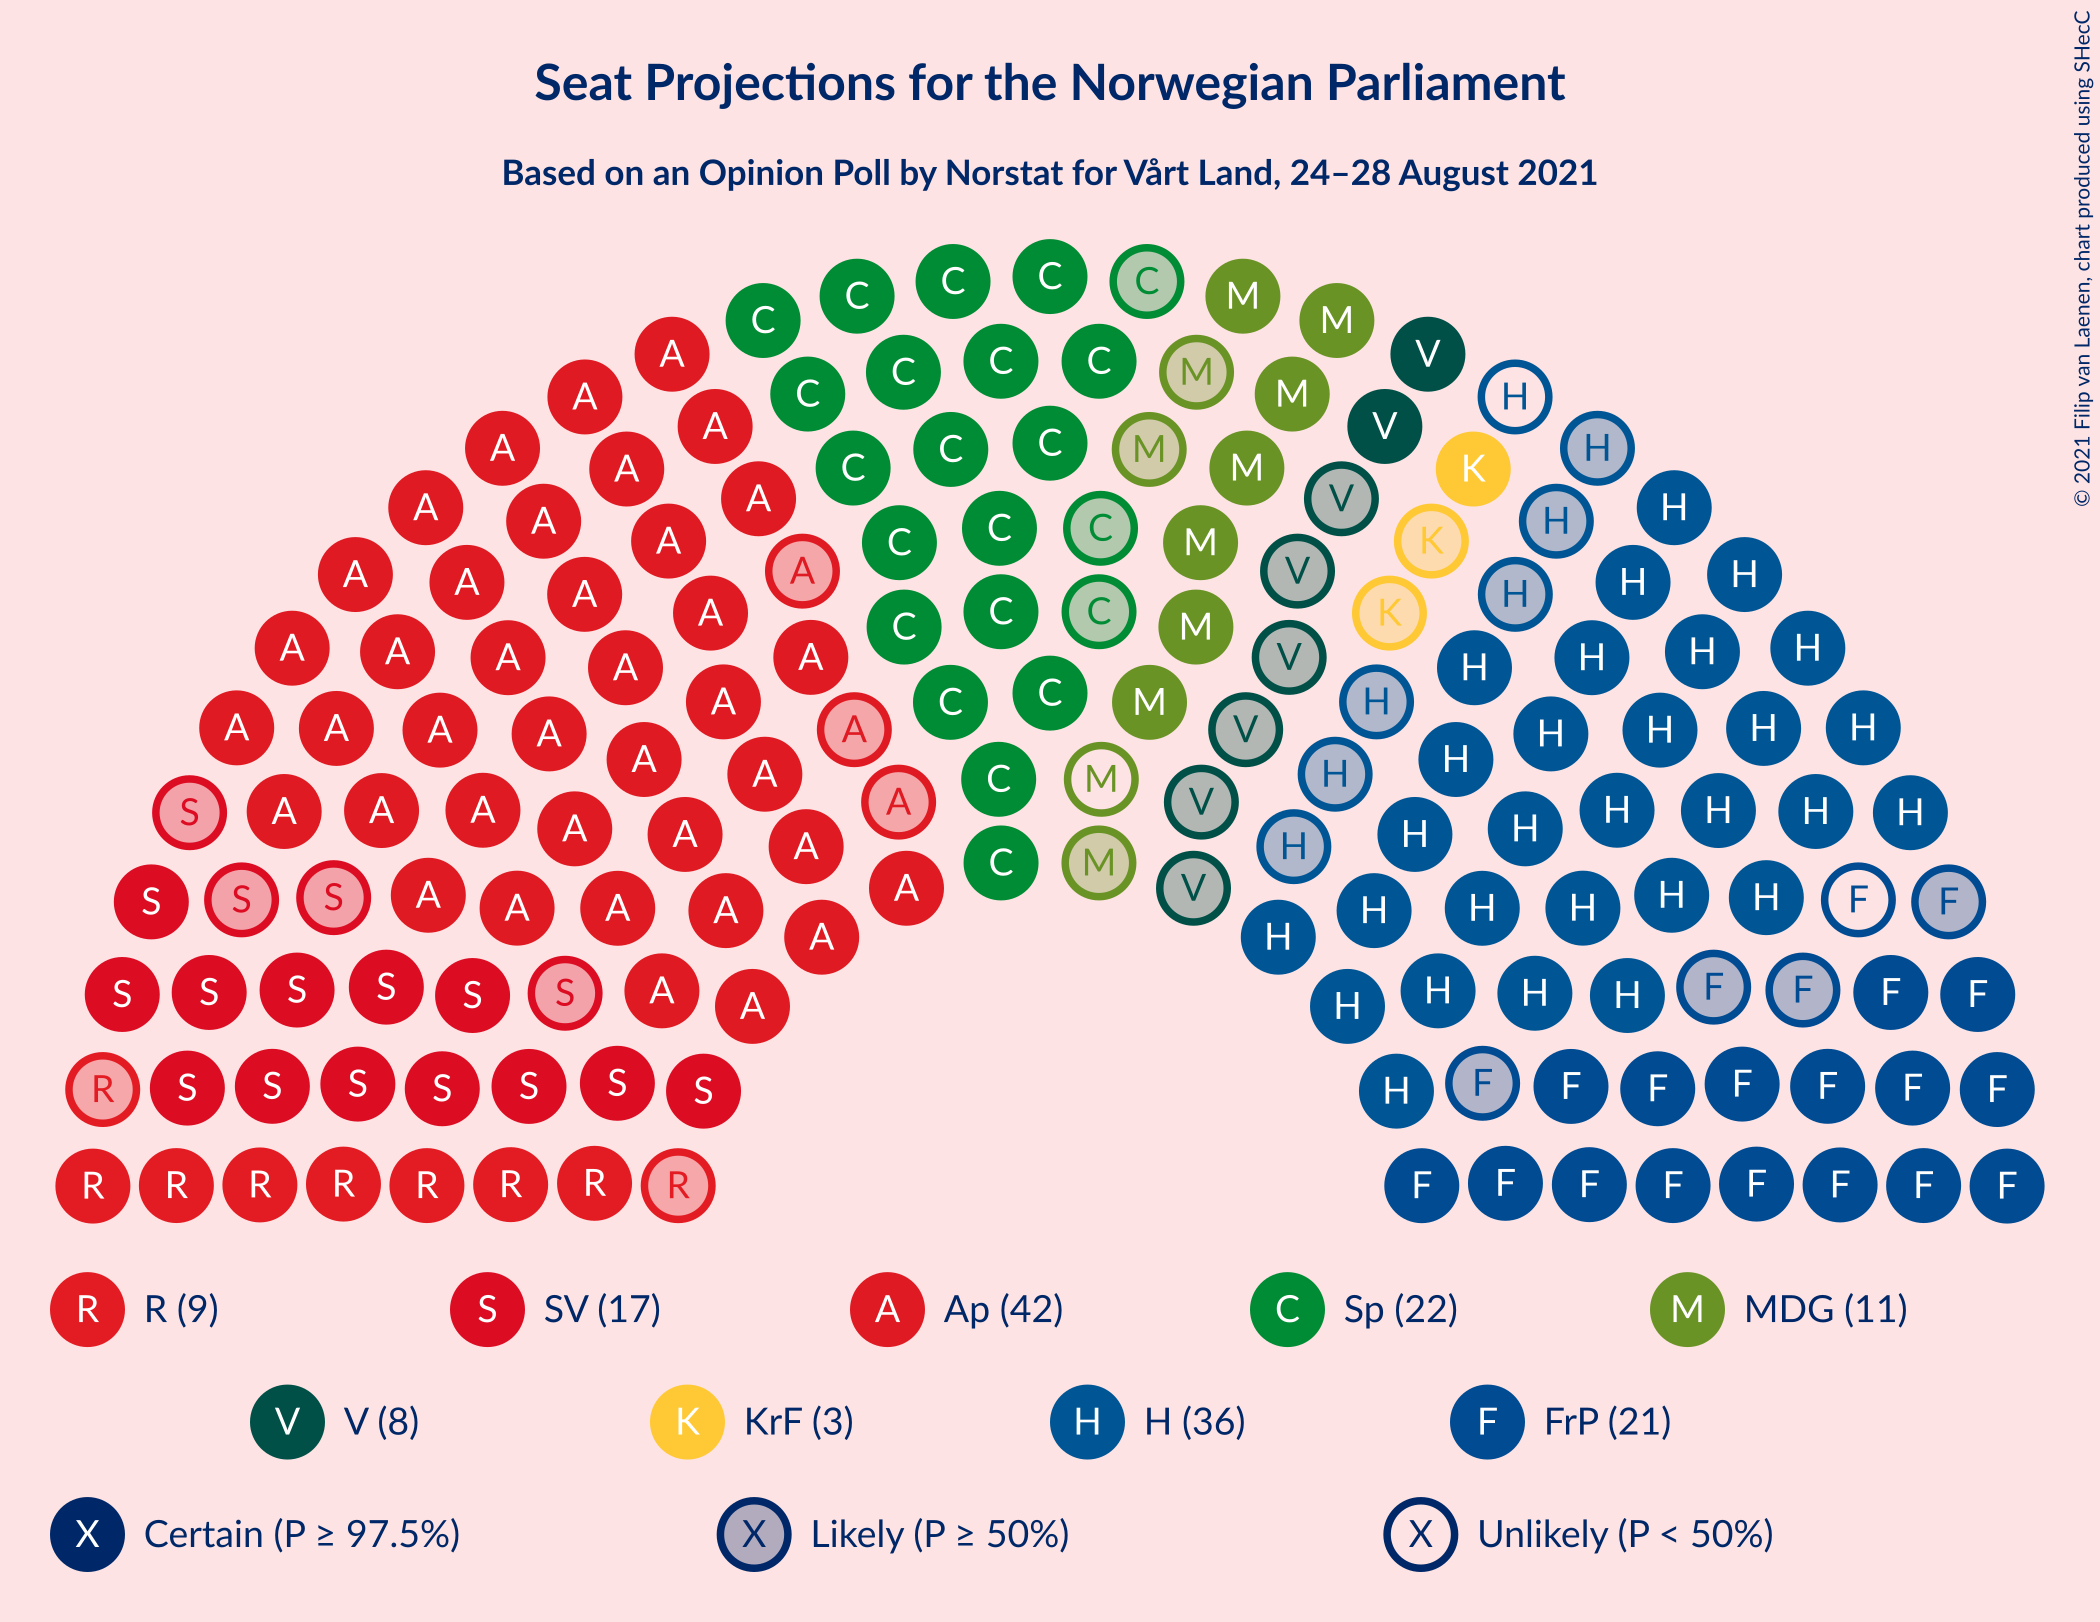 Seat Projections for the Norwegian Parliament
Based on an Opinion Poll by Norstat for Vårt Land, 24–28 August 2021
© 2021 Filip van Laenen, chart produced using SHecC
C C C C C M M
A C C C C M M V V
A A C C C M M V K H H
A A A C C C M V K H H
A A A A C C C M V K H H H
A A A A A C C M V H H H H H
A A A A A A C M V H H H H H H
S A A A A A A A C M V H H H H H H H
S S S A A A A A A H H H H H H H F F
S S S S S S A A H H H H F F F F
R S S S S S S S H F F F F F F F
R R R R R R R R F F F F F F F F
R R (9) S SV (17) A Ap (42) C Sp (22) M MDG (11)
V V (8) K KrF (3) H H (36) F FrP (21)
X Certain (P ≥ 97.5%) X Likely (P ≥ 50%) X Unlikely (P < 50%)